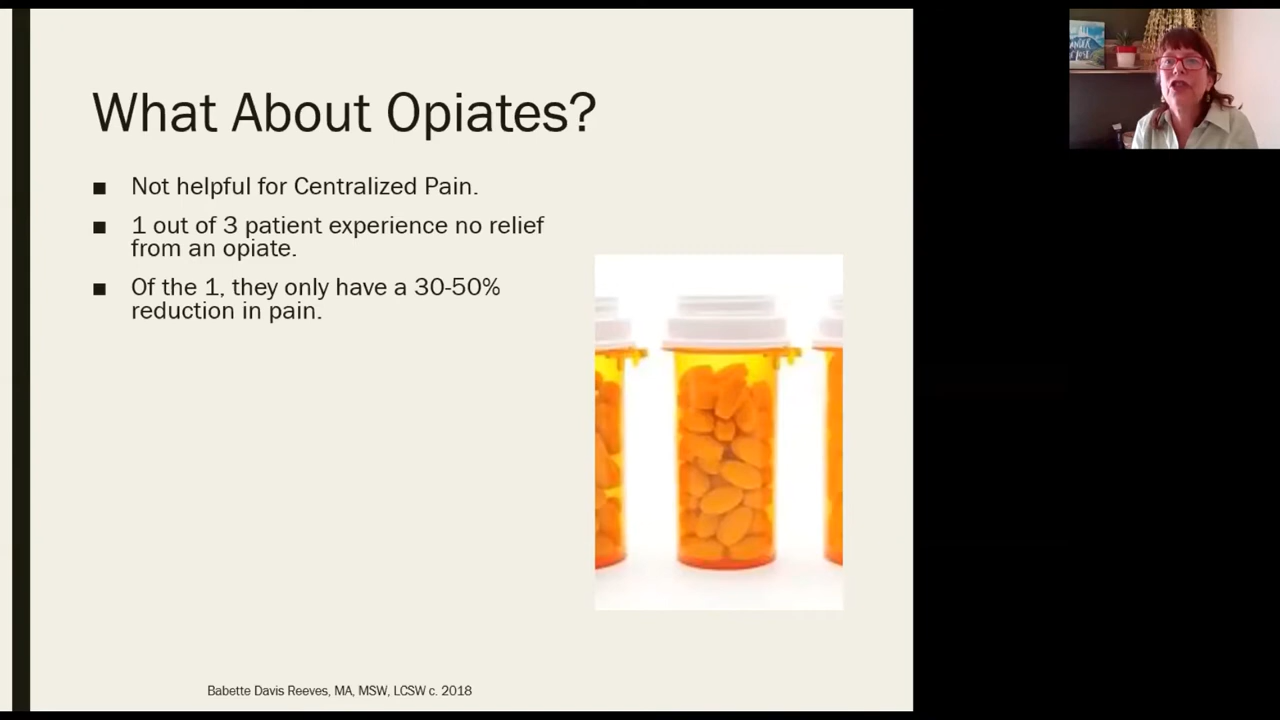 What About Opiates?
■ Not helpful for Centralized Pain.
■ 1 out of 3 patient experience no relief
from an opiate.
■ Of the 1, they only have a 30-50%
reduction in pain.
Babette Davis Reeves, MA, MSW, LCSW c. 2018